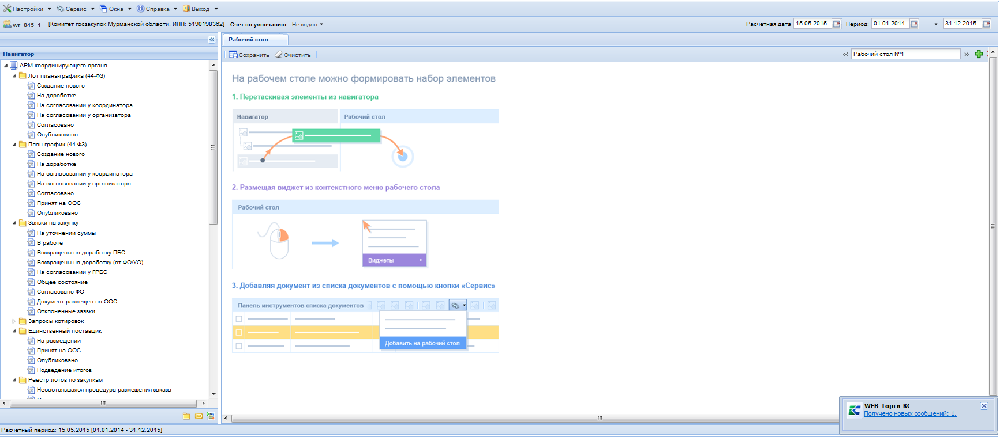 Настройки Сервис Окна Справка Выход
wr_845_1 [Комитет госзакупок Мурманской области, ИНН: 5190198362] Счет по-умолчанию: Не задан Расчетная дата 15.05.2015 Период: 01.01.2014 ... 31.12.2015
Рабочий стол
Навигатор
Сохранить Очистить « Рабочий стол №1 »
АРМ координирующего органа
Лот плана-графика (44-ФЗ)
Создание нового
На доработке
На согласовании у координатора
На согласовании у организатора
Согласовано
Опубликовано
План-график (44-ФЗ)
Создание нового
На доработке
На согласовании у координатора
На согласовании у организатора
Согласовано
Принят на ООС
Опубликовано
Заявки на закупку
На уточнении суммы
В работе
Возвращены на доработку ПБС
Возвращены на доработку (от ФО/УО)
На согласовании у ГРБС
Общее состояние
Согласовано ФО
Документ размещен на ООС
Отклоненные заявки
Запросы котировок
Единственный поставщик
На размещении
Принят на ООС
Опубликовано
Подведение итогов
Реестр лотов по закупкам
Несостоявшаяся процедура размещения заказа
На рабочем столе можно формировать набор элементов
1. Перетаскивая элементы из навигатора
Навигатор Рабочий стол
2. Размещая виджет из контекстного меню рабочего стола
Рабочий стол
Виджеты
3. Добавляя документ из списка документов с помощью кнопки «Сервис»
Панель инструментов списка документов
Добавить на рабочий стол
WEB-Торги-КС
Получено новых сообщений: 1.
Расчетный период: 15.05.2015 [01.01.2014 - 31.12.2015]